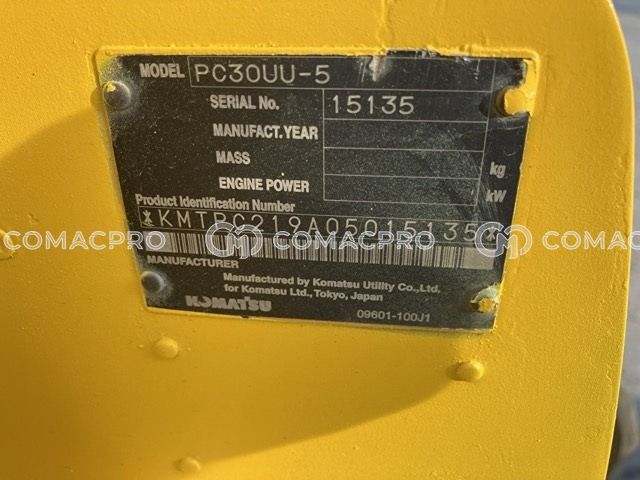 MODEL PC30UU-5
SERIAL No. 15135
MANUFACT.YEAR
MASS kg
ENGINE POWER kW
Product Identification Number
COMACPRO COMACPRO COMACPRO
MANUFACTURER
Manufactured by Komatsu Utility Co.,Ltd.
for Komatsu Ltd.,Tokyo, Japan
KOMATSU 09601-100J1